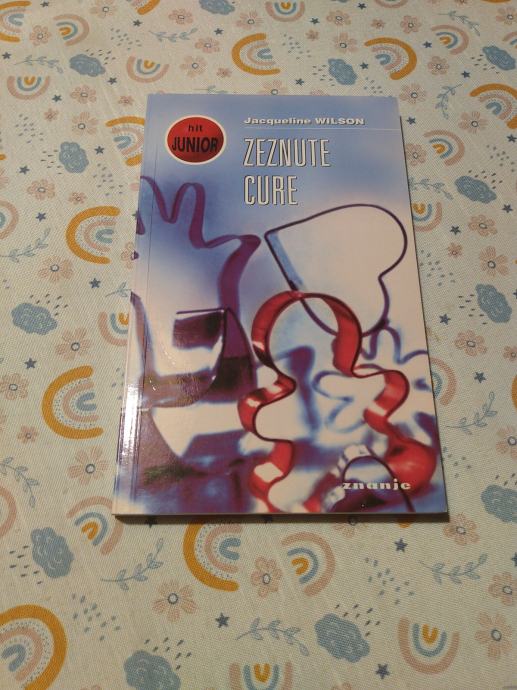 hit
JUNIOR
Jacqueline WILSON
ZEZNUTE
CURE
znanje